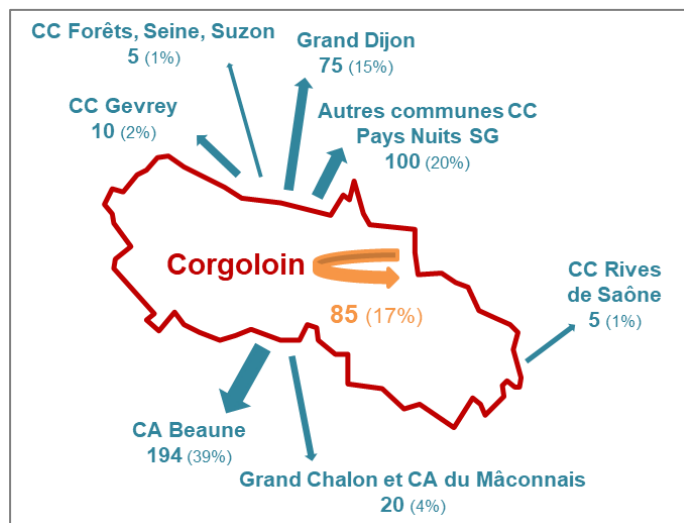 CC Forêts, Seine, Suzon
5 (1%)
Grand Dijon
75 (15%)
CC Gevrey
10 (2%)
Autres communes CC
Pays Nuits SG
100 (20%)
Corgoloin
85 (17%)
CC Rives
de Saône
5 (1%)
CA Beaune
194 (39%)
Grand Chalon et CA du Mâconnais
20 (4%)